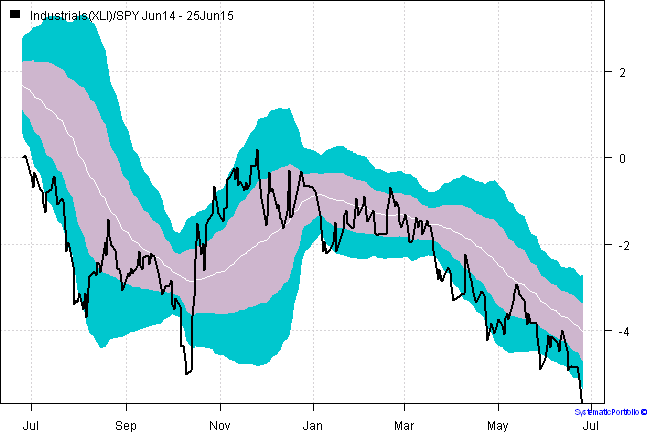 Industrials(XLI)/SPY Jun14 - 25Jun15
2
0
-2
-4
SystematicPortfolio ©
Jul Sep Nov Jan Mar May Jul